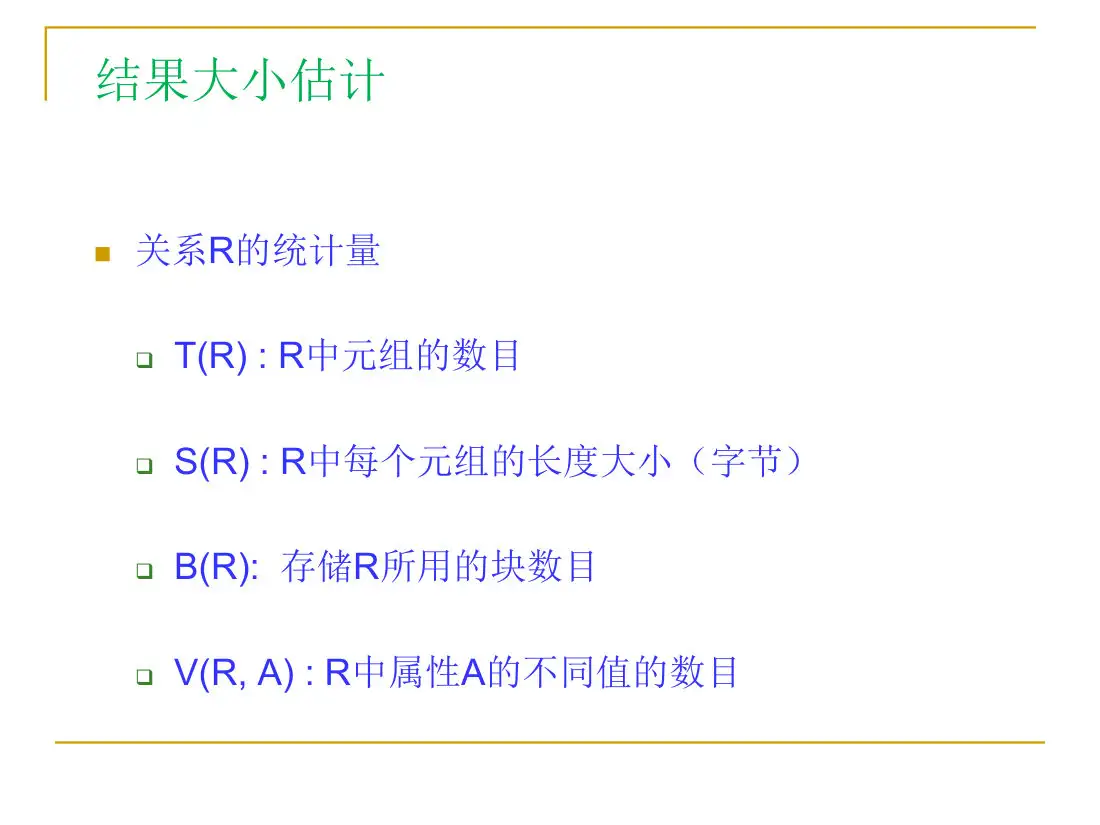 结果大小估计
关系R的统计量
T(R) : R中元组的数目
S(R) : R中每个元组的长度大小（字节）
B(R): 存储R所用的块数目
V(R, A) : R中属性A的不同值的数目